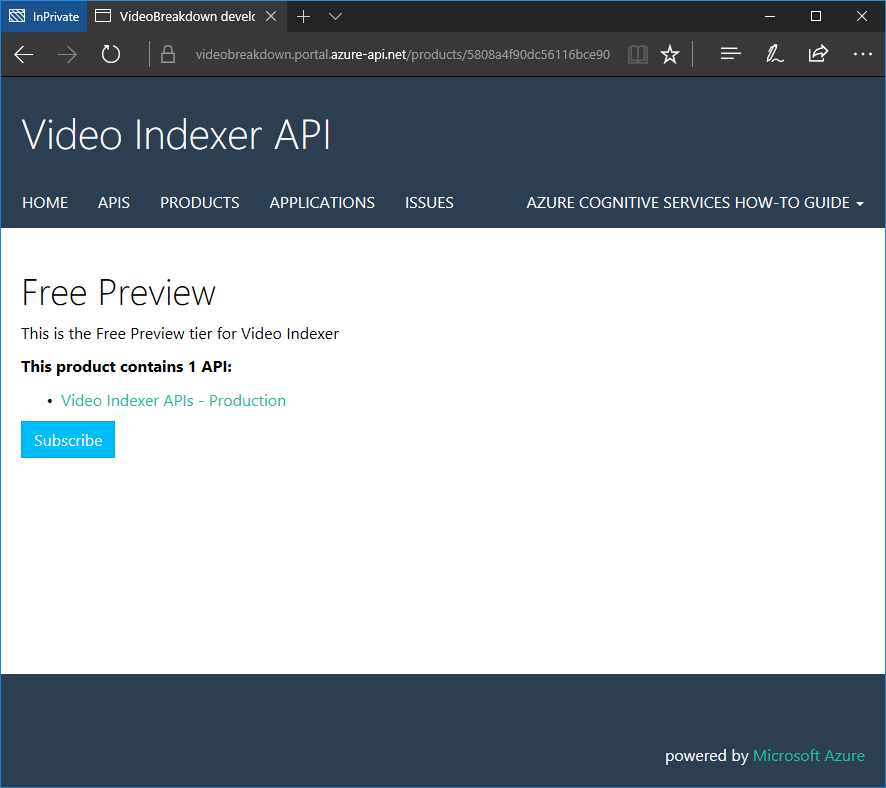 InPrivate VideoBreakdown develo
videobreakdown.portal.azure-api.net/products/5808a4f90dc56116bce90
Video Indexer API
HOME APIS PRODUCTS APPLICATIONS ISSUES AZURE COGNITIVE SERVICES HOW-TO GUIDE
Free Preview
This is the Free Preview tier for Video Indexer
This product contains 1 API:
• Video Indexer APIs - Production
Subscribe
powered by Microsoft Azure